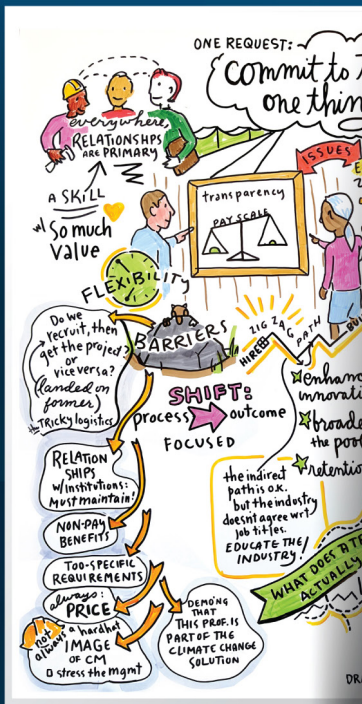 ONE REQUEST:
Commit to
one thin
everywhere,
RELATIONSHPS
ARE PRIMARY
A SKILL
w/ So much
Value
ISSUES
transparency
PAY SCALE
FLEXIBILITY
BARRIERS
Do we
recruit, then
get the project?
or
vice versa?
(landed on
former)
TRicky logistics
HIRED
ZIG ZAG PATH
SHIFT:
process outcome
FOCUSED
enhanc
innovati
broade
the poo
retentio
RELATION
SHIPS
w/institutions:
Must maintain!
NON-PAY
BENEFITS
TOO-SPECIFIC
REQUIREMENTS
always:
PRICE
not
always a hardhat
IMAGE
OF CM
stress the mgmt
the indirect
path is o.k.
but the industry
doesn't agree wrt
job titles.
EDUCATE THE
INDUSTRY!
DEMO'ING
THAT
THIS PROF. IS
PART OF THE
CLIMATE CHANGE
SOLUTION
WHAT DOES A TE
ACTUALLY
DR